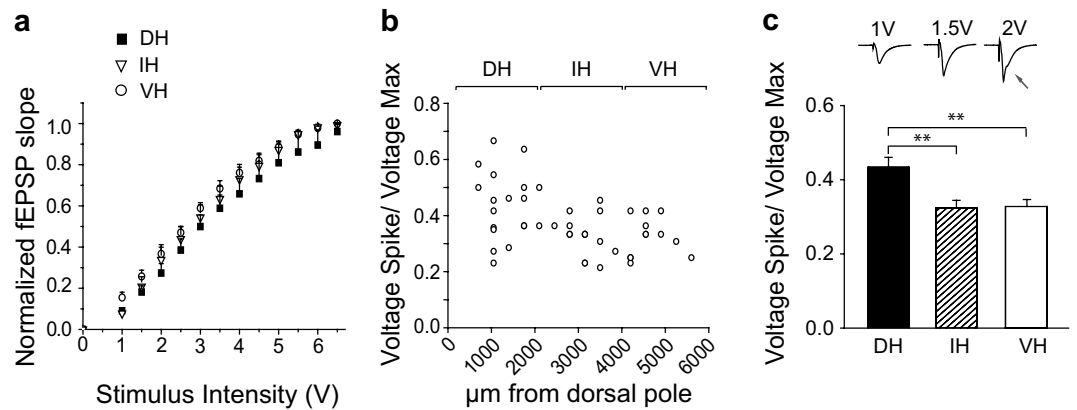 a
■ DH
▽ IH
○ VH
Normalized fEPSP slope
1.0
0.8
0.6
0.4
0.2
0.0
0 1 2 3 4 5 6
Stimulus Intensity (V)
b
DH IH VH
Voltage Spike/ Voltage Max
0.8
0.6
0.4
0.2
0.0
0 1000 2000 3000 4000 5000 6000
µm from dorsal pole
c
1V 1.5V 2V
Voltage Spike/ Voltage Max
0.6
0.4
0.2
0.0
**
**
DH IH VH